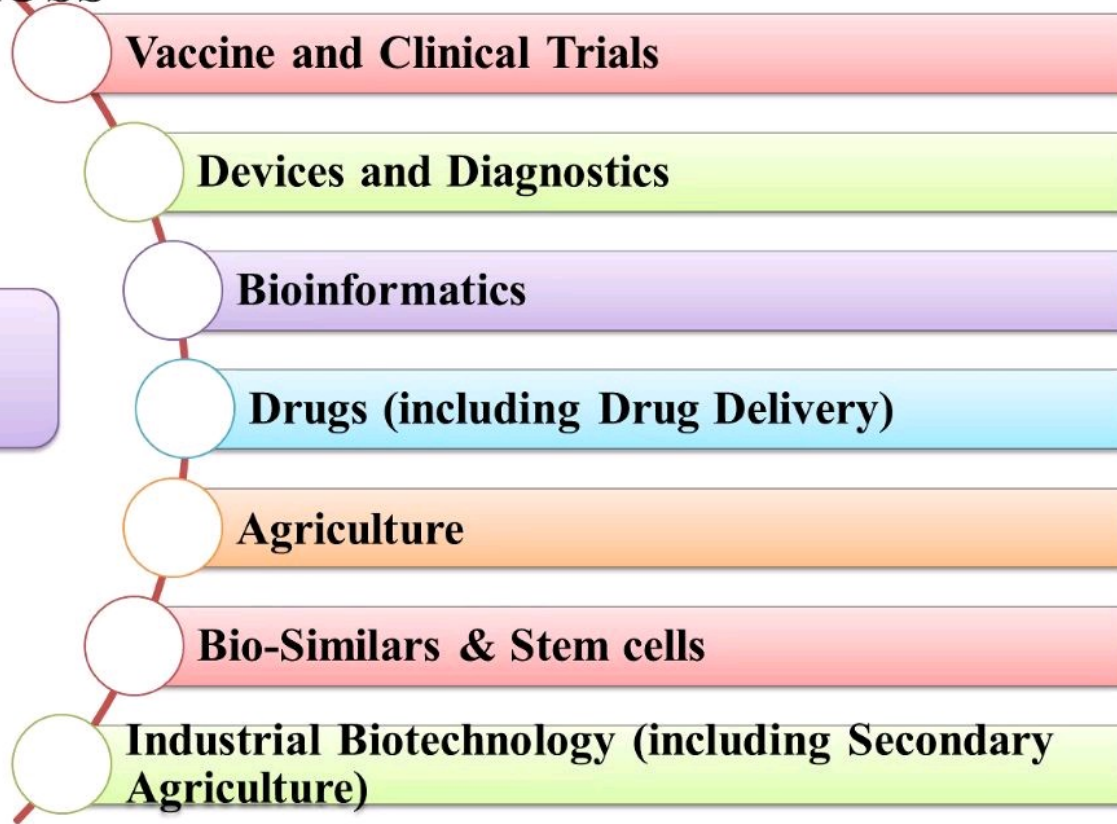 Vaccine and Clinical Trials
Devices and Diagnostics
Bioinformatics
Drugs (including Drug Delivery)
Agriculture
Bio-Similars & Stem cells
Industrial Biotechnology (including Secondary
Agriculture)